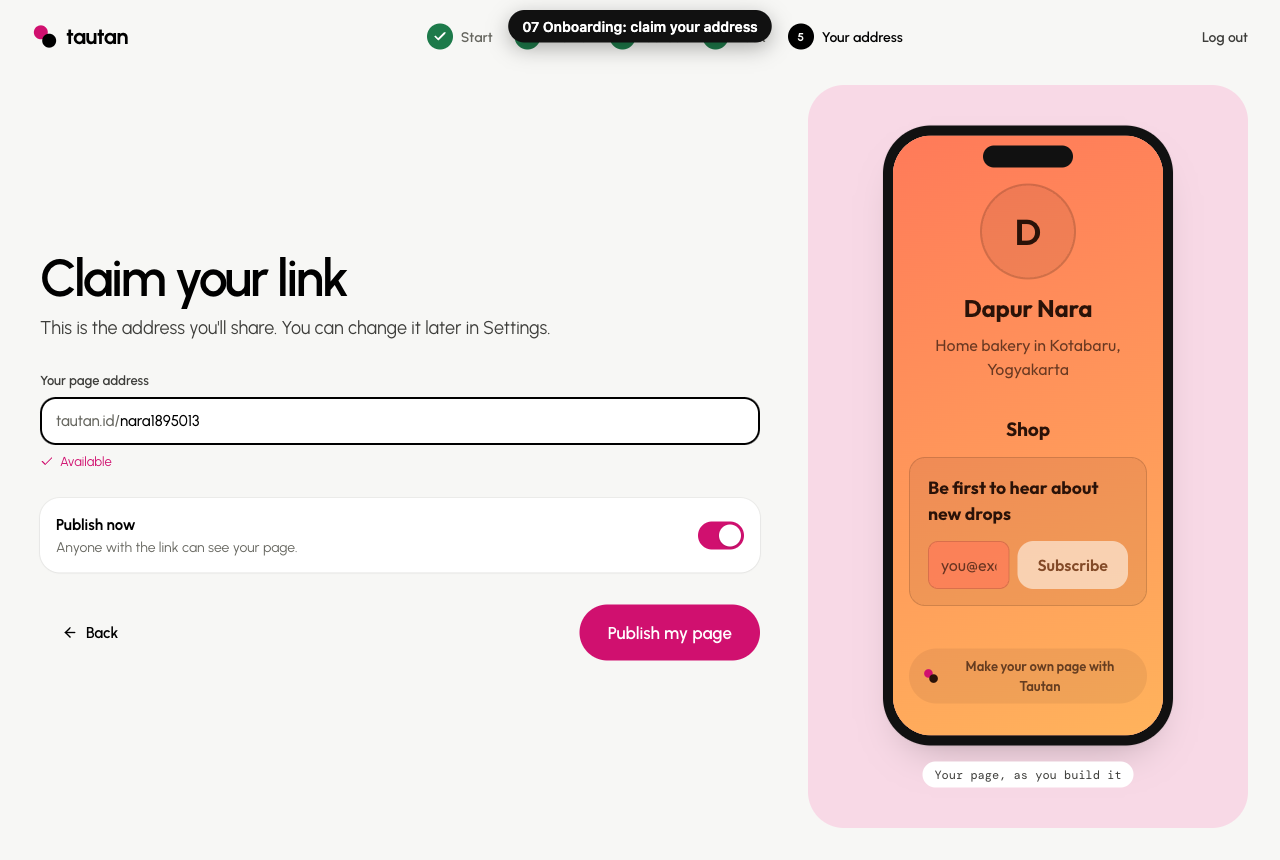 tautan
Start
07 Onboarding: claim your address
5 Your address
Log out
Claim your link
This is the address you'll share. You can change it later in Settings.
Your page address
tautan.id/nara1895013
Available
Publish now
Anyone with the link can see your page.
Back
Publish my page
D
Dapur Nara
Home bakery in Kotabaru,
Yogyakarta
Shop
Be first to hear about
new drops
you@ex
Subscribe
Make your own page with
Tautan
Your page, as you build it